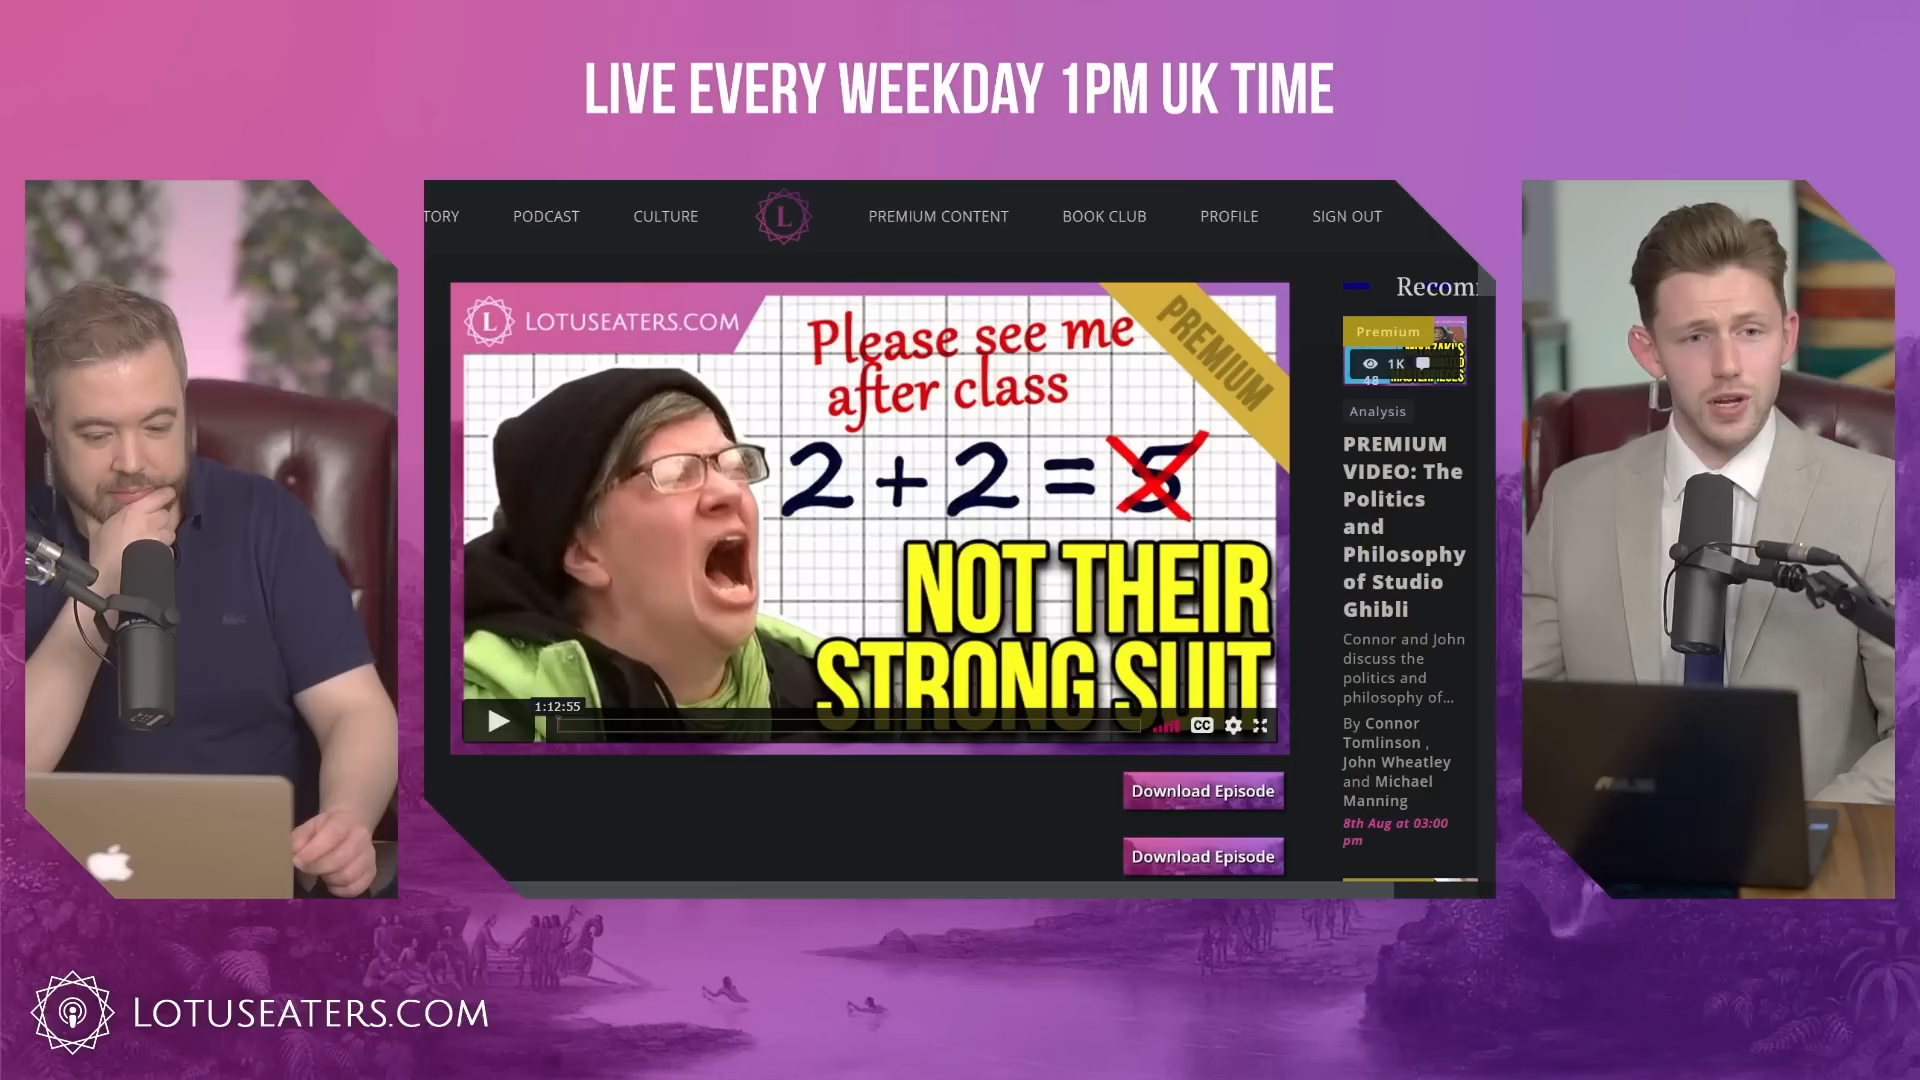 LIVE EVERY WEEKDAY 1PM UK TIME
TORY PODCAST CULTURE L PREMIUM CONTENT BOOK CLUB PROFILE SIGN OUT
L LOTUSEATERS.COM
Please see me
after class
PREMIUM
2 + 2 = 5
NOT THEIR
STRONG SUIT
1:12:55
CC
Download Episode
Download Episode
Recom
Premium
1K
48
Analysis
PREMIUM
VIDEO: The
Politics
and
Philosophy
of Studio
Ghibli
Connor and John
discuss the
politics and
philosophy of...
By Connor
Tomlinson ,
John Wheatley
and Michael
Manning
8th Aug at 03:00
pm
LOTUSEATERS.COM